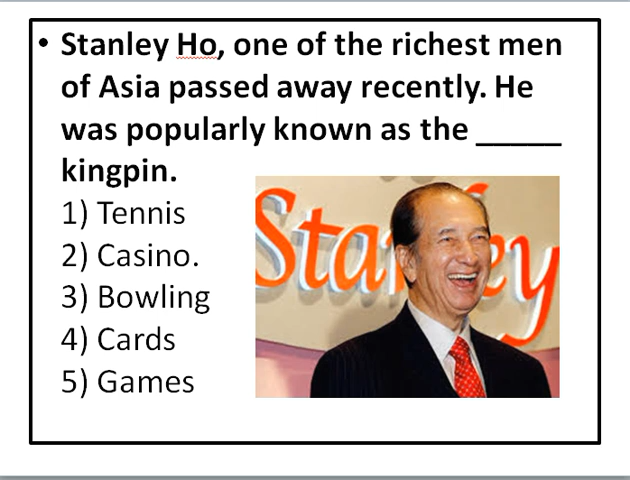 • Stanley Ho, one of the richest men
of Asia passed away recently. He
was popularly known as the _____
kingpin.
1) Tennis
2) Casino.
3) Bowling
4) Cards
5) Games
Stanley